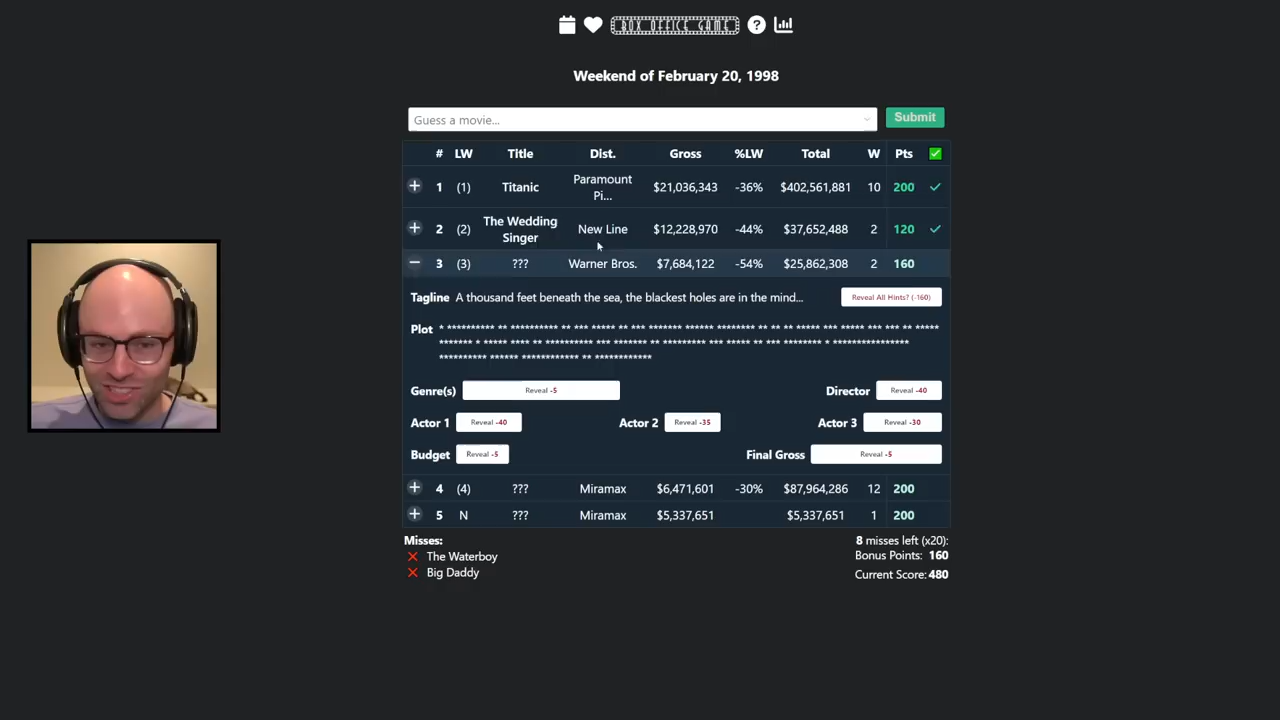 BOX OFFICE GAME
Weekend of February 20, 1998
Guess a movie...
Submit
# LW Title Dist. Gross %LW Total W Pts
1 (1) Titanic Paramount Pi... $21,036,343 -36% $402,561,881 10 200
2 (2) The Wedding Singer New Line $12,228,970 -44% $37,652,488 2 120
3 (3) ??? Warner Bros. $7,684,122 -54% $25,862,308 2 160
Tagline A thousand feet beneath the sea, the blackest holes are in the mind... Reveal All Hints? (-160)
Plot * ********** ** ********** ** *** ***** ** *** ******* ****** ******** ** ** ** ***** *** ***** *** *** ** *****
******* * ***** **** ** ********** *** ******* ** ********* *** ***** ** *** ******** * ****************
********** ****** ************* ** ************
Genre(s) Reveal -5 Director Reveal -40
Actor 1 Reveal -40 Actor 2 Reveal -35 Actor 3 Reveal -30
Budget Reveal -5 Final Gross Reveal -5
4 (4) ??? Miramax $6,471,601 -30% $87,964,286 12 200
5 N ??? Miramax $5,337,651 $5,337,651 1 200
Misses:
The Waterboy
Big Daddy
8 misses left (x20):
Bonus Points: 160
Current Score: 480